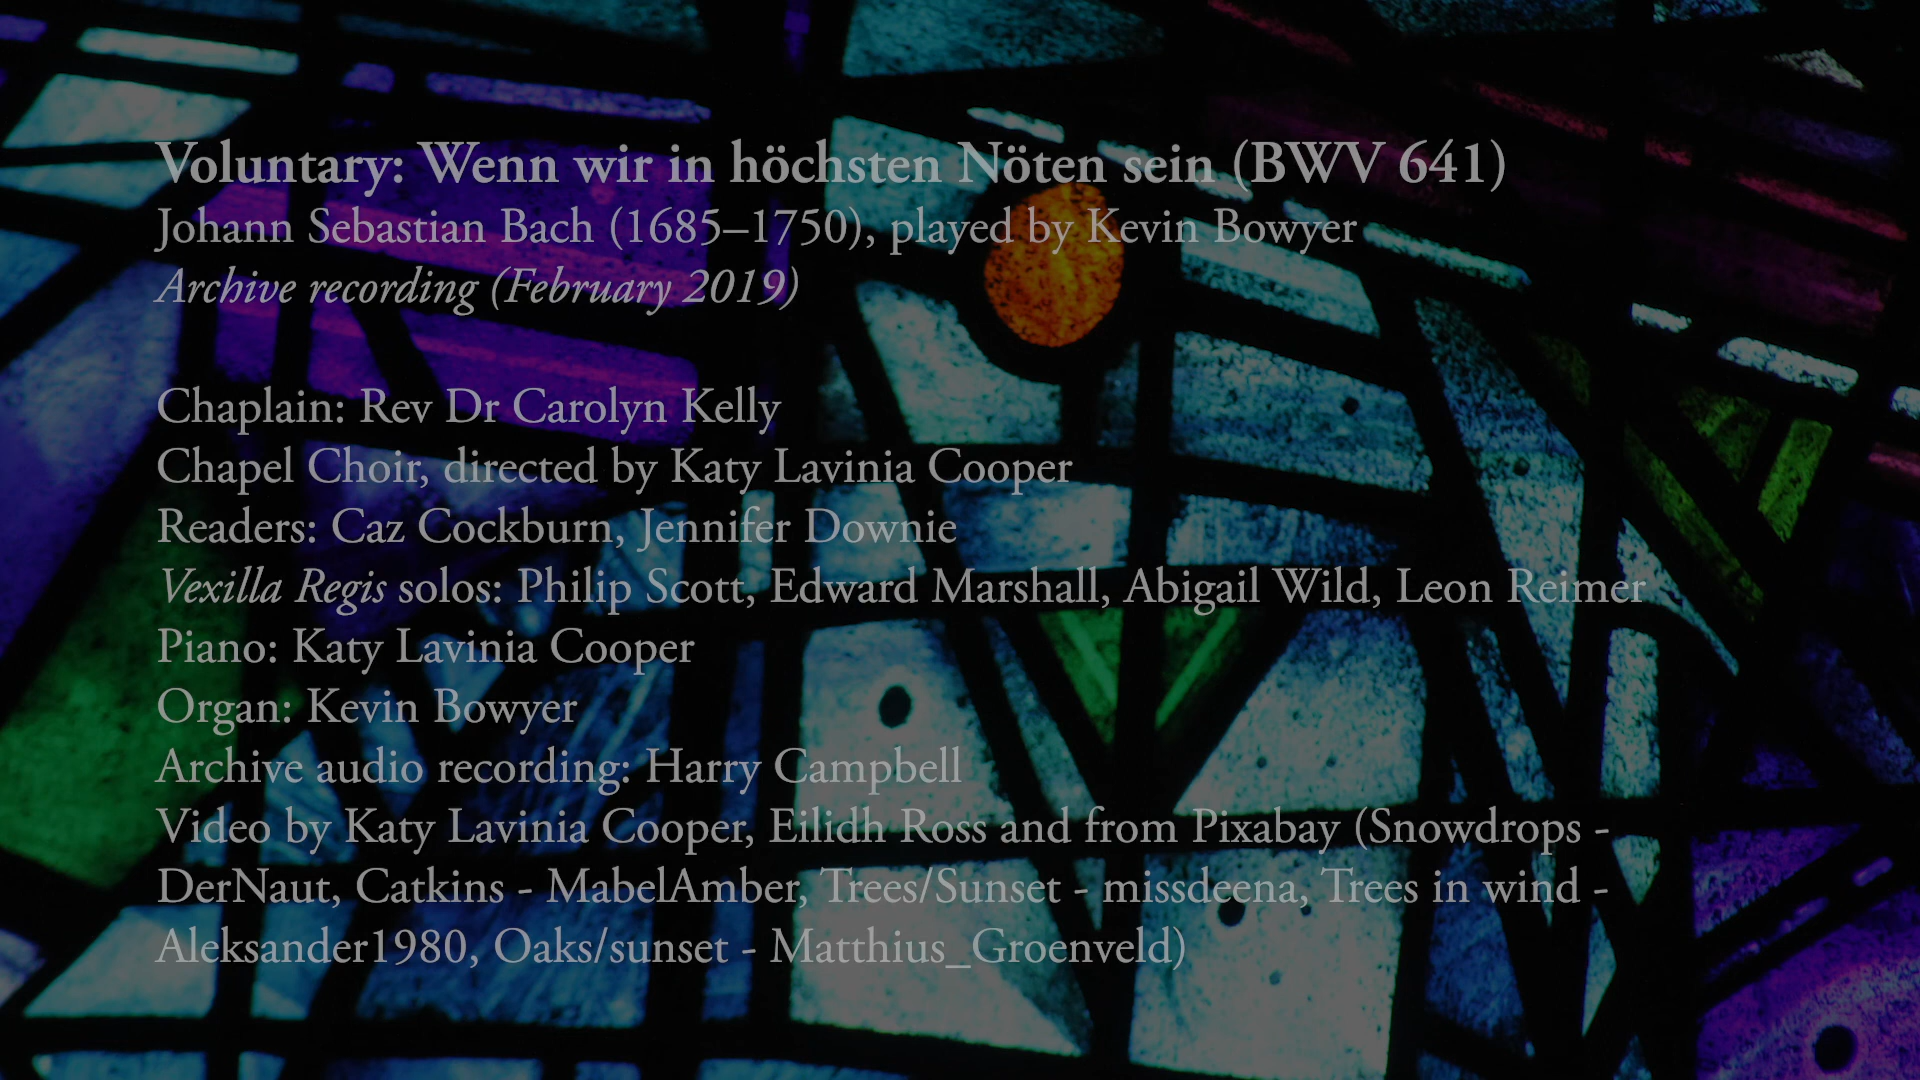 Voluntary: Wenn wir in höchsten Nöten sein (BWV 641)
Johann Sebastian Bach (1685–1750), played by Kevin Bowyer
Archive recording (February 2019)
Chaplain: Rev Dr Carolyn Kelly
Chapel Choir, directed by Katy Lavinia Cooper
Readers: Caz Cockburn, Jennifer Downie
Vexilla Regis solos: Philip Scott, Edward Marshall, Abigail Wild, Leon Reimer
Piano: Katy Lavinia Cooper
Organ: Kevin Bowyer
Archive audio recording: Harry Campbell
Video by Katy Lavinia Cooper, Eilidh Ross and from Pixabay (Snowdrops -
DerNaut, Catkins - MabelAmber, Trees/Sunset - missdeena, Trees in wind -
Aleksander1980, Oaks/sunset - Matthius_Groenveld)